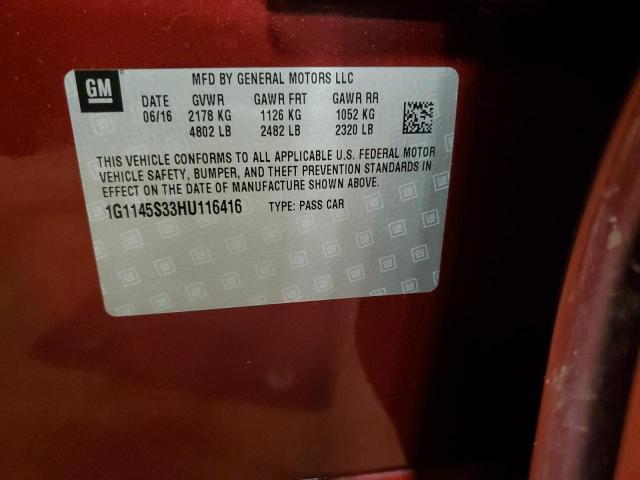 GM
MFD BY GENERAL MOTORS LLC
DATE GVWR GAWR FRT GAWR RR
06/16 2178 KG 1126 KG 1052 KG
4802 LB 2482 LB 2320 LB
THIS VEHICLE CONFORMS TO ALL APPLICABLE U.S. FEDERAL MOTOR
VEHICLE SAFETY, BUMPER, AND THEFT PREVENTION STANDARDS IN
EFFECT ON THE DATE OF MANUFACTURE SHOWN ABOVE.
1G1145S33HU116416 TYPE: PASS CAR